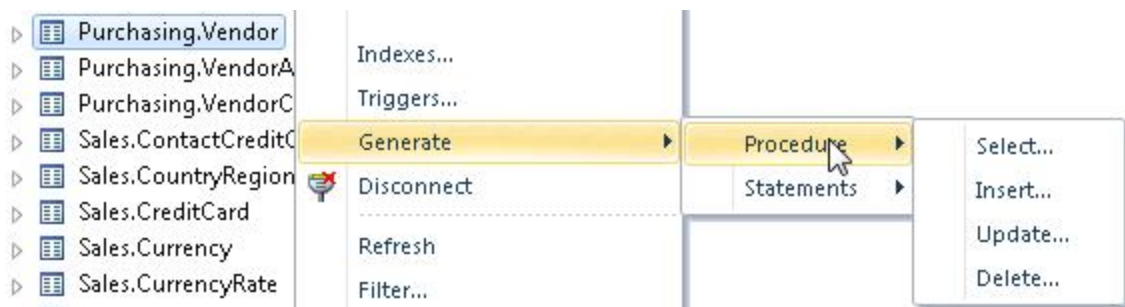 Purchasing.Vendor
Purchasing.VendorA
Purchasing.VendorC
Sales.ContactCreditC
Sales.CountryRegion
Sales.CreditCard
Sales.Currency
Sales.CurrencyRate
Indexes...
Triggers...
Generate
Disconnect
Refresh
Filter...
Procedure
Statements
Select...
Insert...
Update...
Delete...